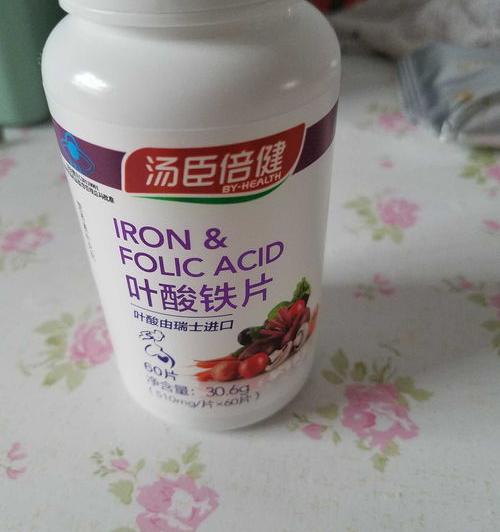 汤臣倍健
BY-HEALTH
IRON &
FOLIC ACID
叶酸铁片
叶酸由瑞士进口
60片
净含量：30.6g
(510mg/片×60片)